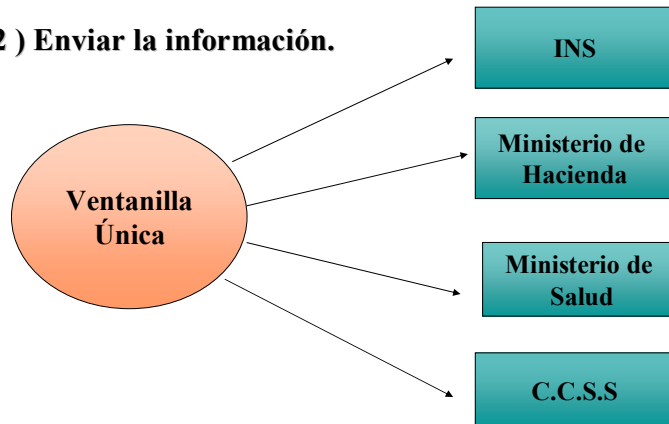 2 ) Enviar la información.
INS
Ministerio de
Hacienda
Ventanilla
Única
Ministerio de
Salud
C.C.S.S